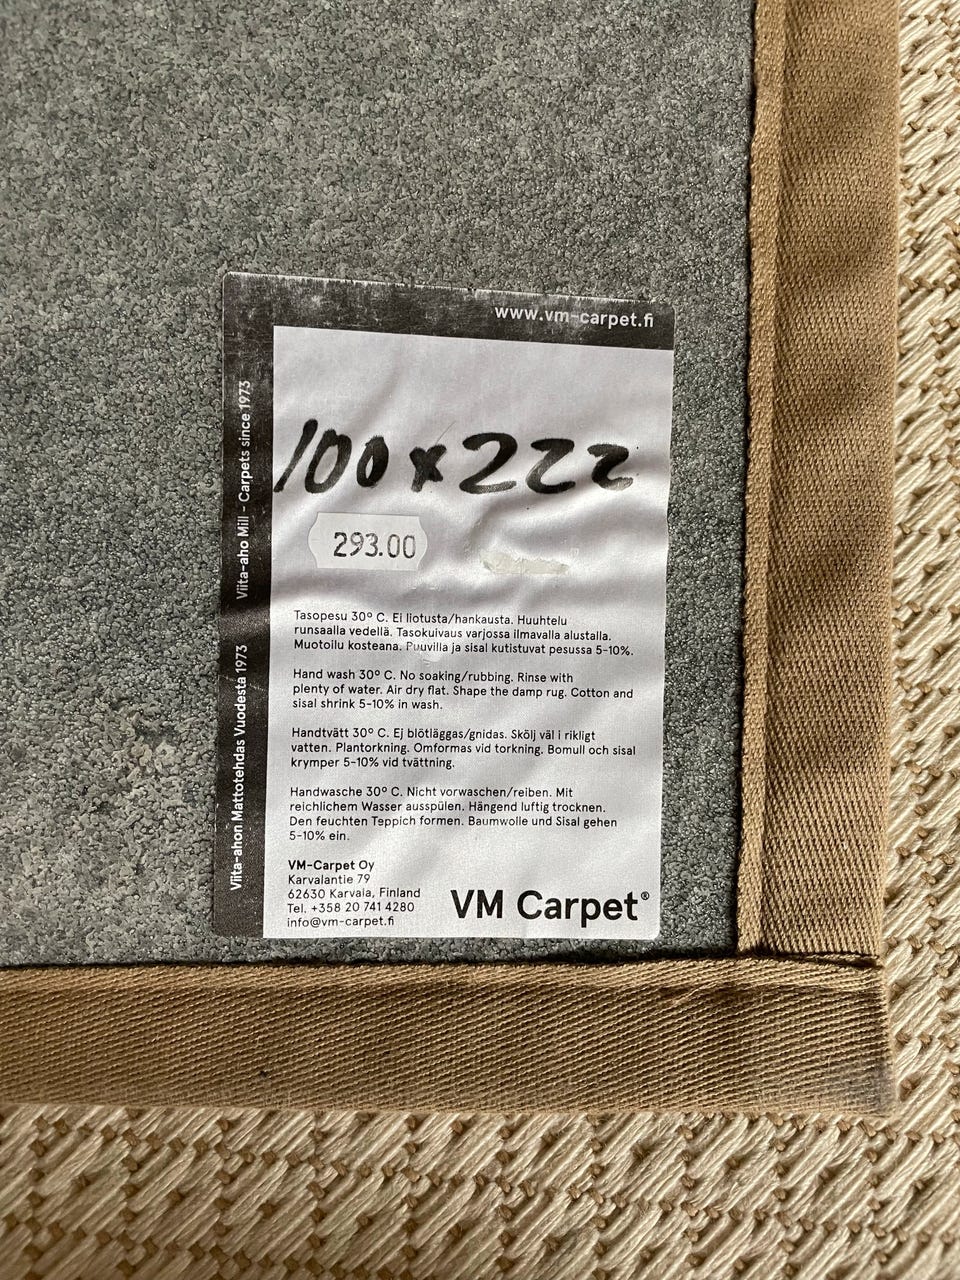 www.vm-carpet.fi
Viita-aho Mill - Carpets since 1973
Viita-ahon Mattotehdas Vuodesta 1973
100x222
293.00
Tasopesu 30º C. Ei liotusta/hankausta. Huuhtelu
runsaalla vedellä. Tasokuivaus varjossa ilmavalla alustalla.
Muotoilu kosteana. Puuvilla ja sisal kutistuvat pesussa 5-10%.
Hand wash 30º C. No soaking/rubbing. Rinse with
plenty of water. Air dry flat. Shape the damp rug. Cotton and
sisal shrink 5-10% in wash.
Handtvätt 30º C. Ej blötläggas/gnidas. Skölj väl i rikligt
vatten. Plantorkning. Omformas vid torkning. Bomull och sisal
krymper 5-10% vid tvättning.
Handwasche 30º C. Nicht vorwaschen/reiben. Mit
reichlichem Wasser ausspülen. Hängend luftig trocknen.
Den feuchten Teppich formen. Baumwolle und Sisal gehen
5-10% ein.
VM-Carpet Oy
Karvalantie 79
62630 Karvala, Finland
Tel. +358 20 741 4280
info@vm-carpet.fi
VM Carpet®